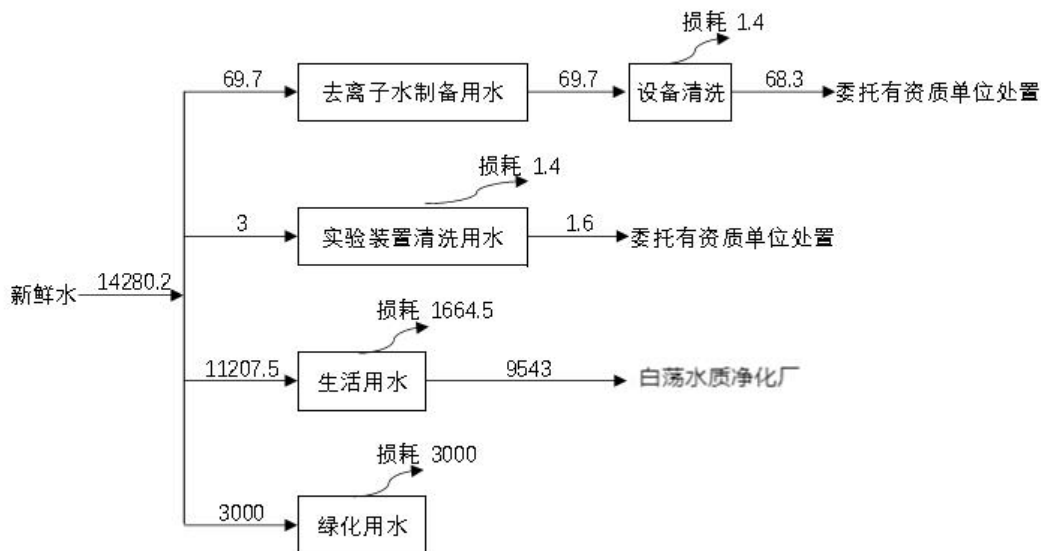 损耗 1.4
69.7
去离子水制备用水
69.7
设备清洗
68.3
委托有资质单位处置
损耗 1.4
3
实验装置清洗用水
1.6
委托有资质单位处置
新鲜水
14280.2
损耗 1664.5
11207.5
生活用水
9543
白荡水质净化厂
损耗 3000
3000
绿化用水